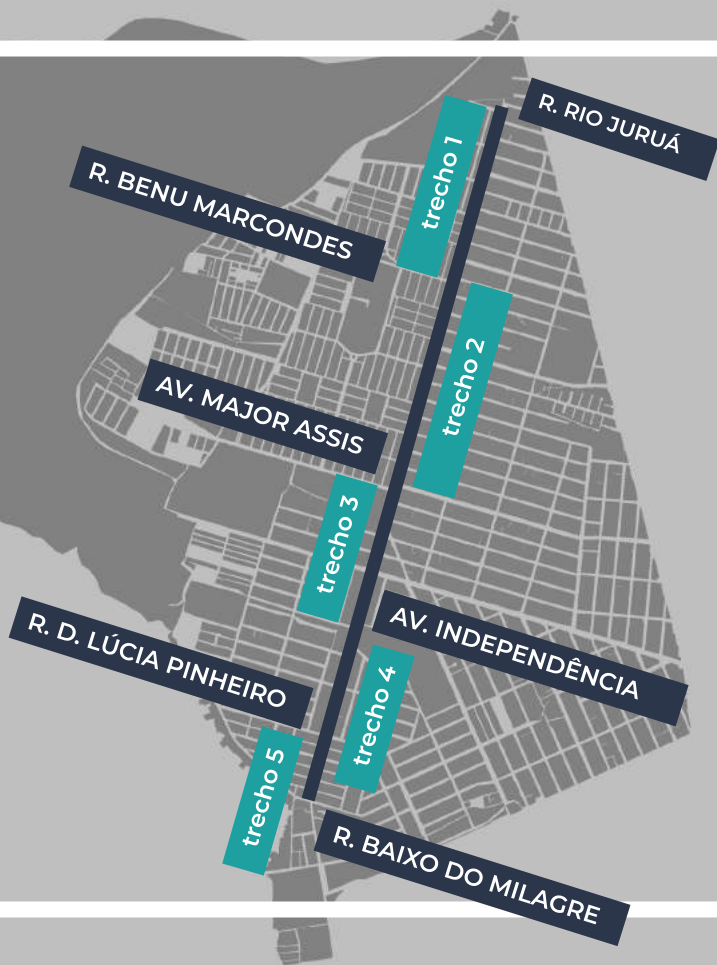 R. RIO JURUÁ
trecho 1
R. BENU MARCONDES
trecho 2
AV. MAJOR ASSIS
trecho 3
AV. INDEPENDÊNCIA
R. D. LÚCIA PINHEIRO
trecho 4
trecho 5
R. BAIXO DO MILAGRE